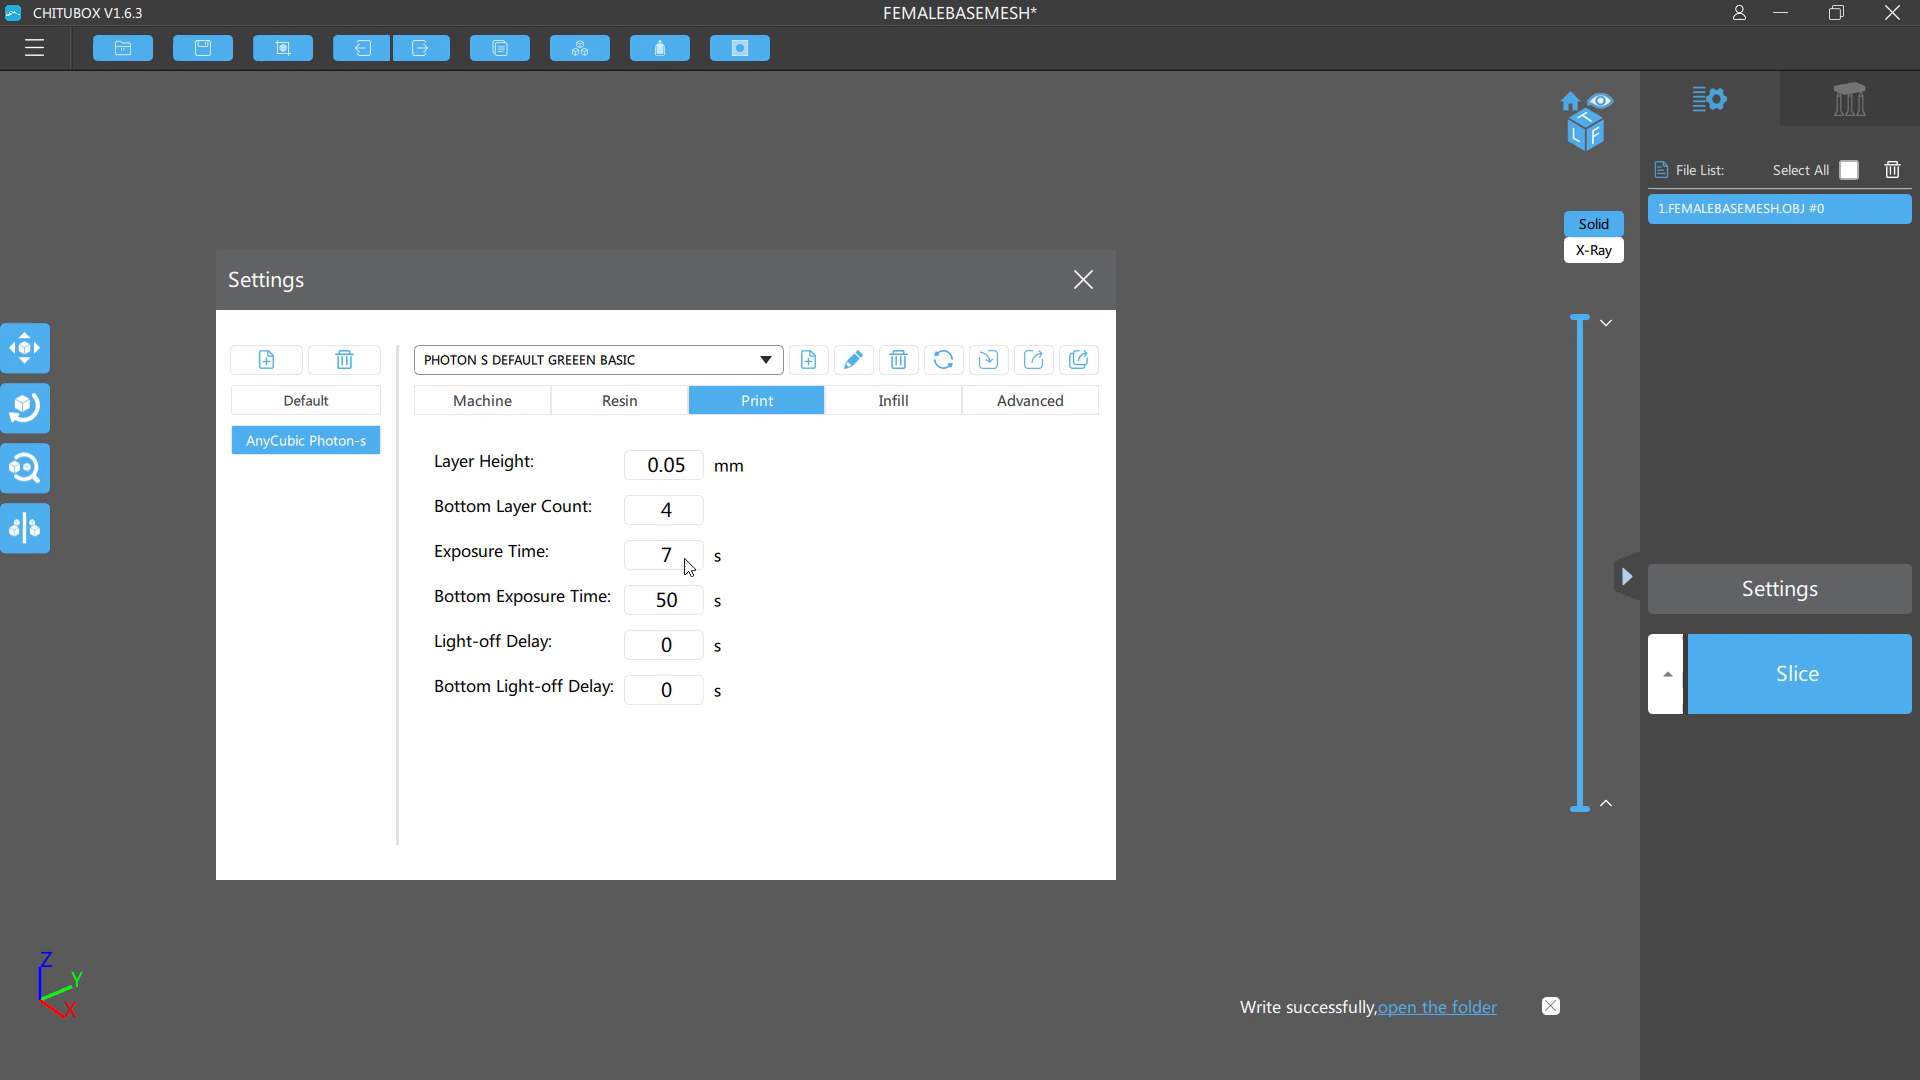 CHITUBOX V1.6.3
FEMALEBASEMESH*
T
L F
File List:
Select All
1.FEMALEBASEMESH.OBJ #0
Solid
X-Ray
Settings
PHOTON S DEFAULT GREEEN BASIC
Default
Machine
Resin
Print
Infill
Advanced
AnyCubic Photon-s
Layer Height: 0.05 mm
Bottom Layer Count: 4
Exposure Time: 7 s
Bottom Exposure Time: 50 s
Light-off Delay: 0 s
Bottom Light-off Delay: 0 s
Settings
Slice
Z
Y
X
Write successfully,open the folder